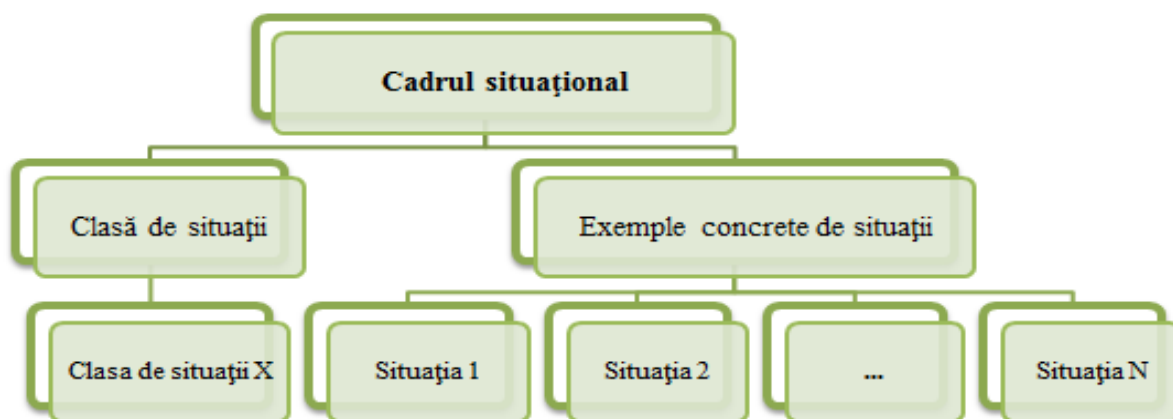 Cadrul situaţional
Clasă de situaţii
Exemple concrete de situaţii
Clasa de situaţii X
Situaţia 1
Situaţia 2
...
Situaţia N